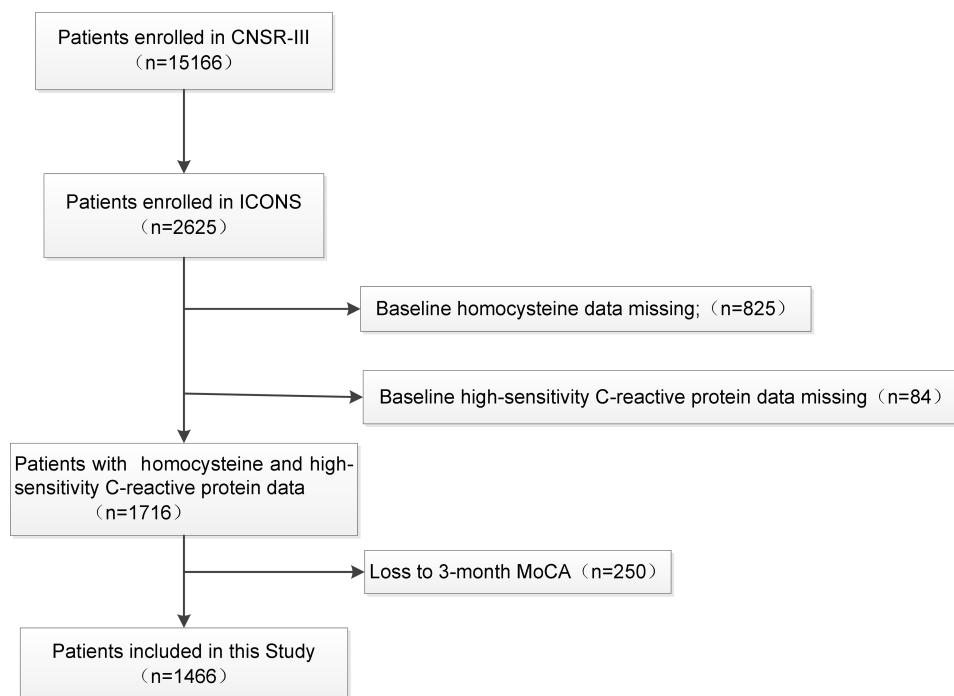 Patients enrolled in CNSR-III
（n=15166）
Patients enrolled in ICONS
（n=2625）
Baseline homocysteine data missing;（n=825）
Baseline high-sensitivity C-reactive protein data missing（n=84）
Patients with homocysteine and high-
sensitivity C-reactive protein data
（n=1716）
Loss to 3-month MoCA（n=250）
Patients included in this Study
（n=1466）